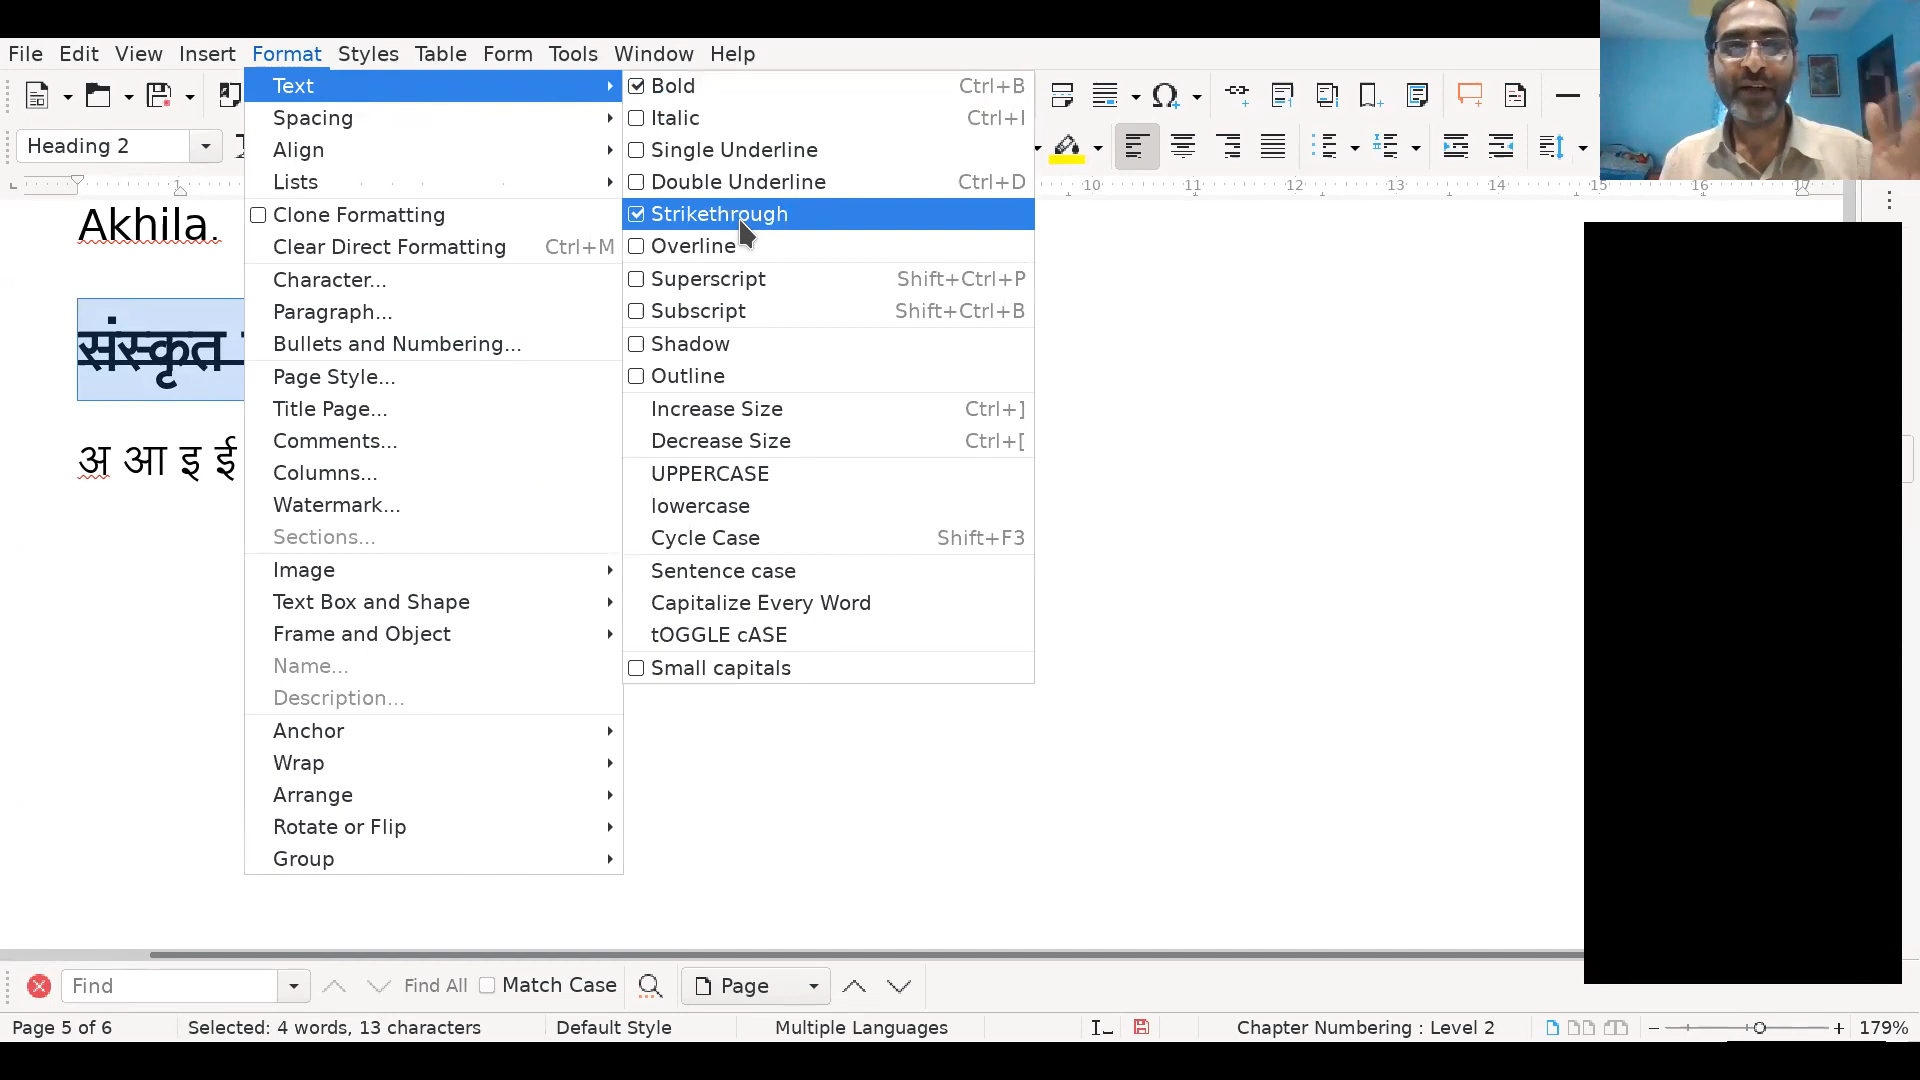 File Edit View Insert Format Styles Table Form Tools Window Help
Heading 2
10 11 12 13 14 15 16 17
1
Akhila.
संस्कृत
अ आ इ ई
Text
Spacing
Align
Lists
Clone Formatting
Clear Direct Formatting Ctrl+M
Character...
Paragraph...
Bullets and Numbering...
Page Style...
Title Page...
Comments...
Columns...
Watermark...
Sections...
Image
Text Box and Shape
Frame and Object
Name...
Description...
Anchor
Wrap
Arrange
Rotate or Flip
Group
Bold Ctrl+B
Italic Ctrl+I
Single Underline
Double Underline Ctrl+D
Strikethrough
Overline
Superscript Shift+Ctrl+P
Subscript Shift+Ctrl+B
Shadow
Outline
Increase Size Ctrl+]
Decrease Size Ctrl+[
UPPERCASE
lowercase
Cycle Case Shift+F3
Sentence case
Capitalize Every Word
tOGGLE cASE
Small capitals
Find Find All Match Case Page
Page 5 of 6 Selected: 4 words, 13 characters Default Style Multiple Languages Chapter Numbering : Level 2 179%